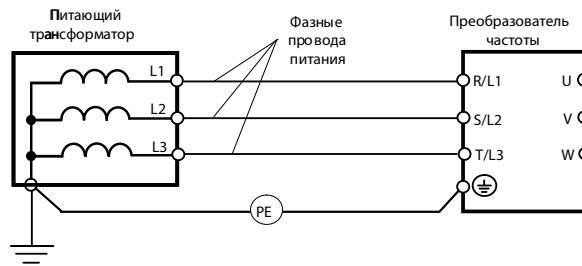 Питающий
трансформатор
Фазные
провода
питания
Преобразователь
частоты
L1
L2
L3
R/L1
S/L2
T/L3
U
V
W
PE